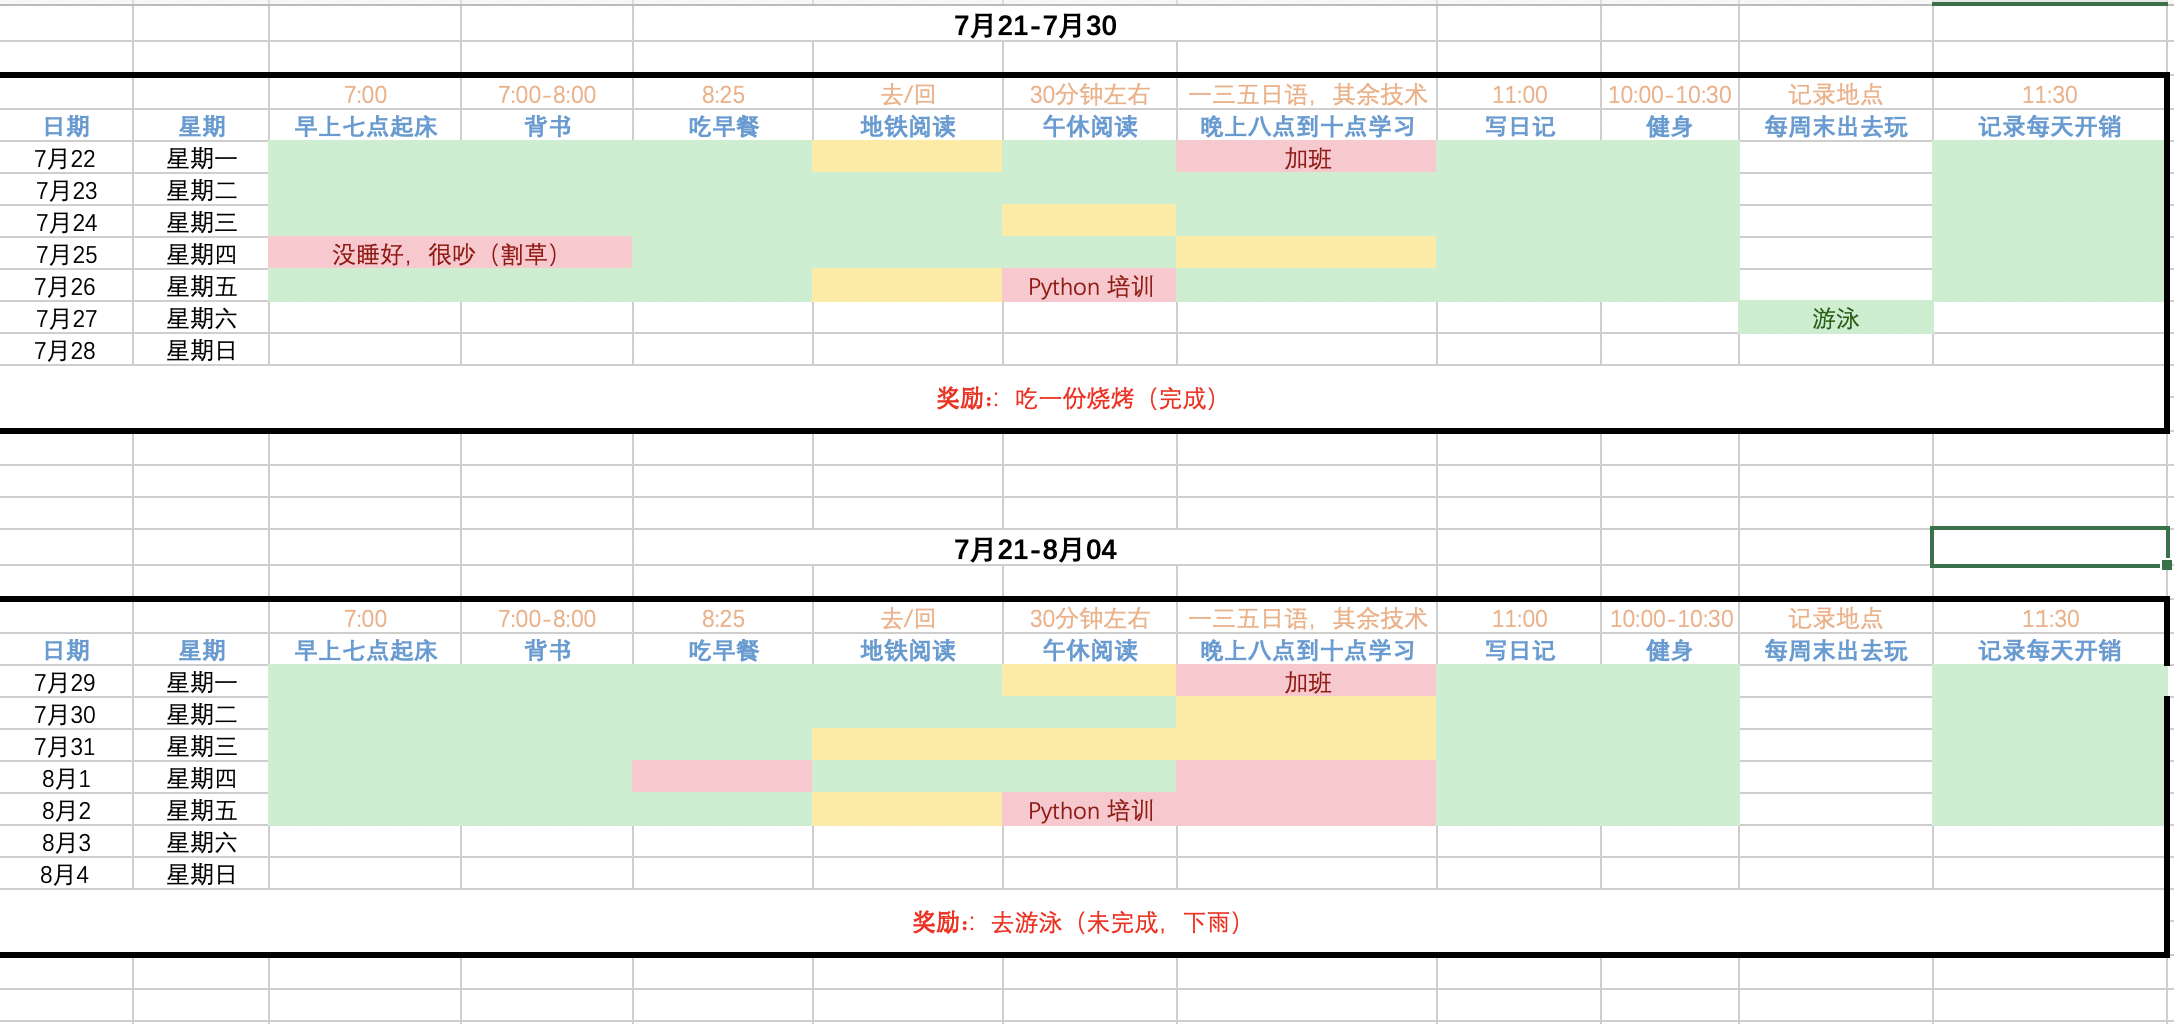 7月21-7月30
7:00 7:00-8:00 8:25 去/回 30分钟左右 一三五日语，其余技术 11:00 10:00-10:30 记录地点 11:30
日期 星期 早上七点起床 背书 吃早餐 地铁阅读 午休阅读 晚上八点到十点学习 写日记 健身 每周末出去玩 记录每天开销
7月22 星期一 加班
7月23 星期二
7月24 星期三
7月25 星期四 没睡好，很吵（割草）
7月26 星期五 Python 培训
7月27 星期六 游泳
7月28 星期日
奖励:：吃一份烧烤（完成）
7月21-8月04
7:00 7:00-8:00 8:25 去/回 30分钟左右 一三五日语，其余技术 11:00 10:00-10:30 记录地点 11:30
日期 星期 早上七点起床 背书 吃早餐 地铁阅读 午休阅读 晚上八点到十点学习 写日记 健身 每周末出去玩 记录每天开销
7月29 星期一 加班
7月30 星期二
7月31 星期三
8月1 星期四
8月2 星期五 Python 培训
8月3 星期六
8月4 星期日
奖励:：去游泳（未完成，下雨）